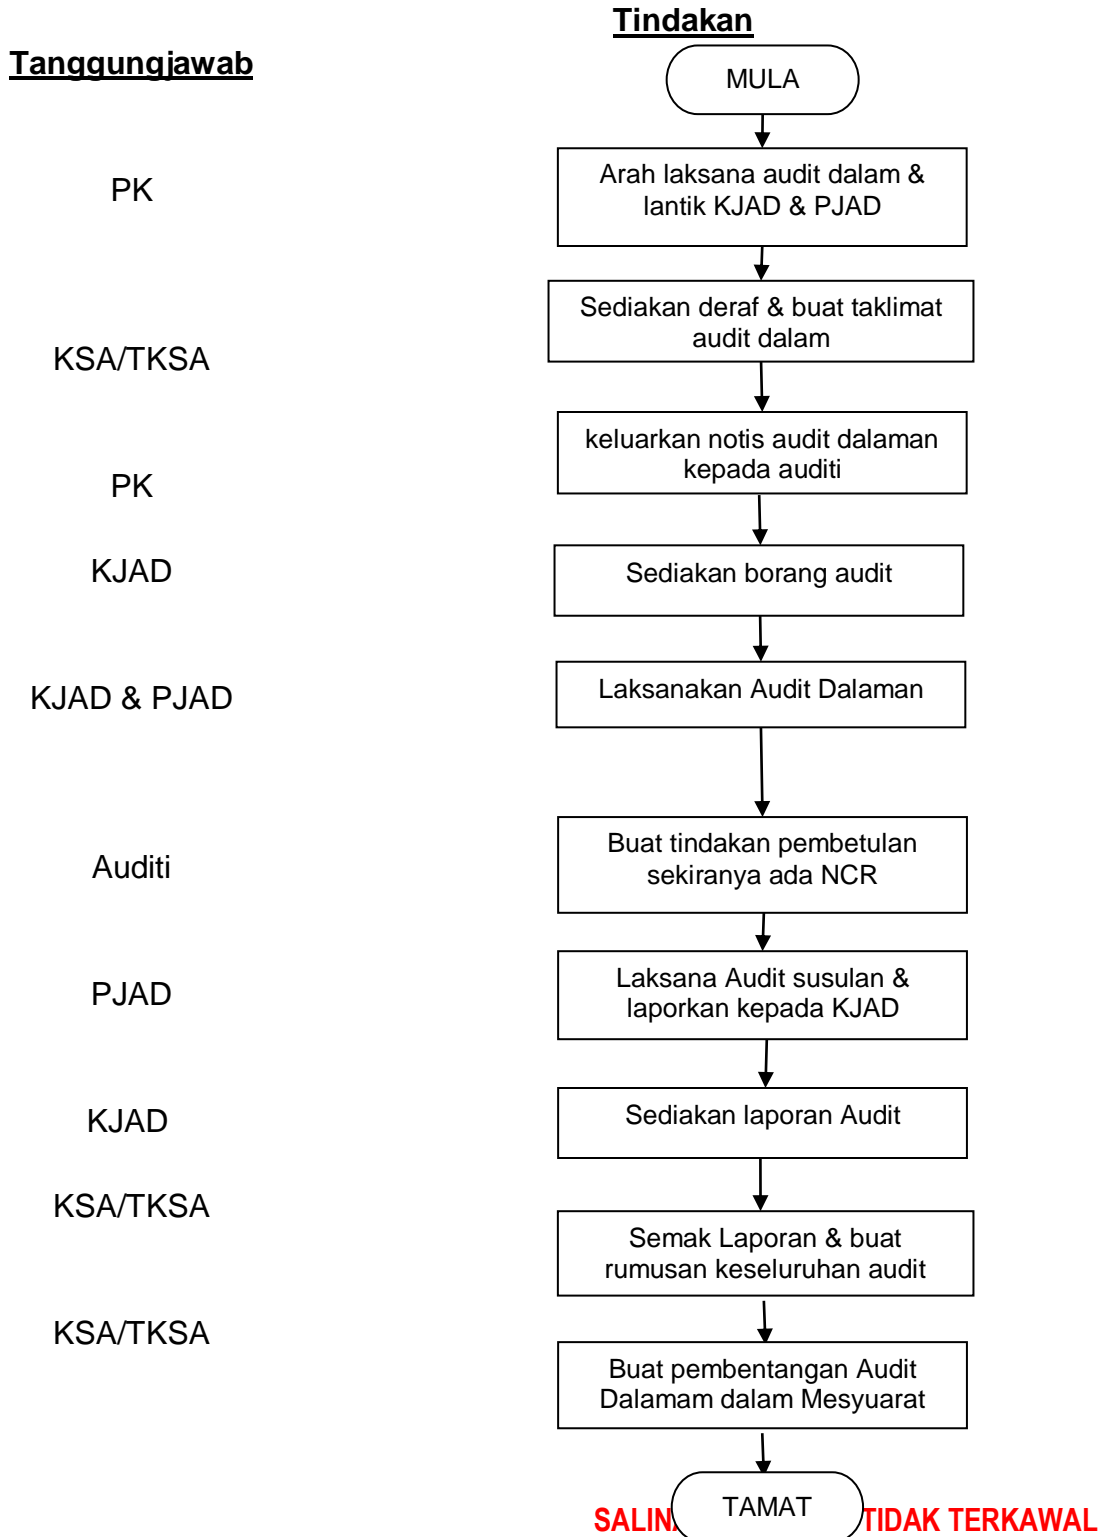 Tindakan
Tanggungjawab
MULA
PK
Arah laksana audit dalam &
lantik KJAD & PJAD
KSA/TKSA
Sediakan deraf & buat taklimat
audit dalam
PK
keluarkan notis audit dalaman
kepada auditi
KJAD
Sediakan borang audit
KJAD & PJAD
Laksanakan Audit Dalaman
Auditi
Buat tindakan pembetulan
sekiranya ada NCR
PJAD
Laksana Audit susulan &
laporkan kepada KJAD
KJAD
Sediakan laporan Audit
KSA/TKSA
Semak Laporan & buat
rumusan keseluruhan audit
KSA/TKSA
Buat pembentangan Audit
Dalamam dalam Mesyuarat
TAMAT
TIDAK TERKAWAL